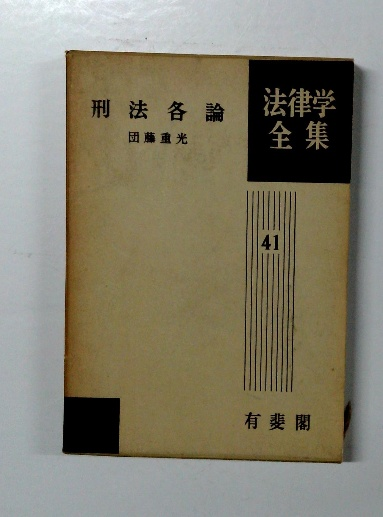 刑法各論
団藤重光
法律学
全集
41
有斐閣